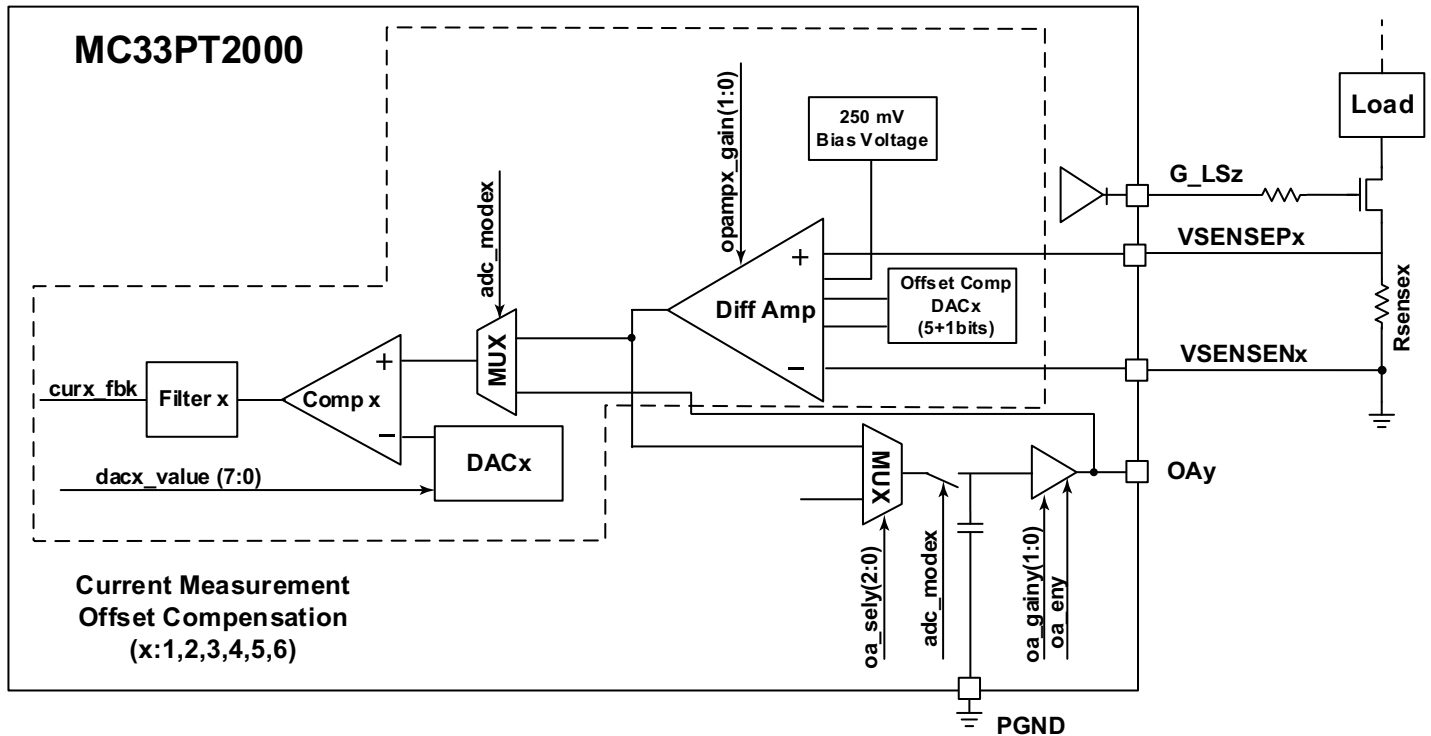 MC33PT2000
opampx_gain(1:0)
250 mV
Bias Voltage
Load
G_LSz
adc_modex
VSENSEPx
+
Diff Amp
Offset Comp
DACx
(5+1bits)
Rsensex
MUX
−
VSENSENx
+
curx_fbk
Filter x
Comp x
−
DACx
dacx_value (7:0)
MUX
OAy
oa_sely(2:0)
adc_modex
oa_gainy(1:0)
oa_eny
Current Measurement
Offset Compensation
(x:1,2,3,4,5,6)
PGND